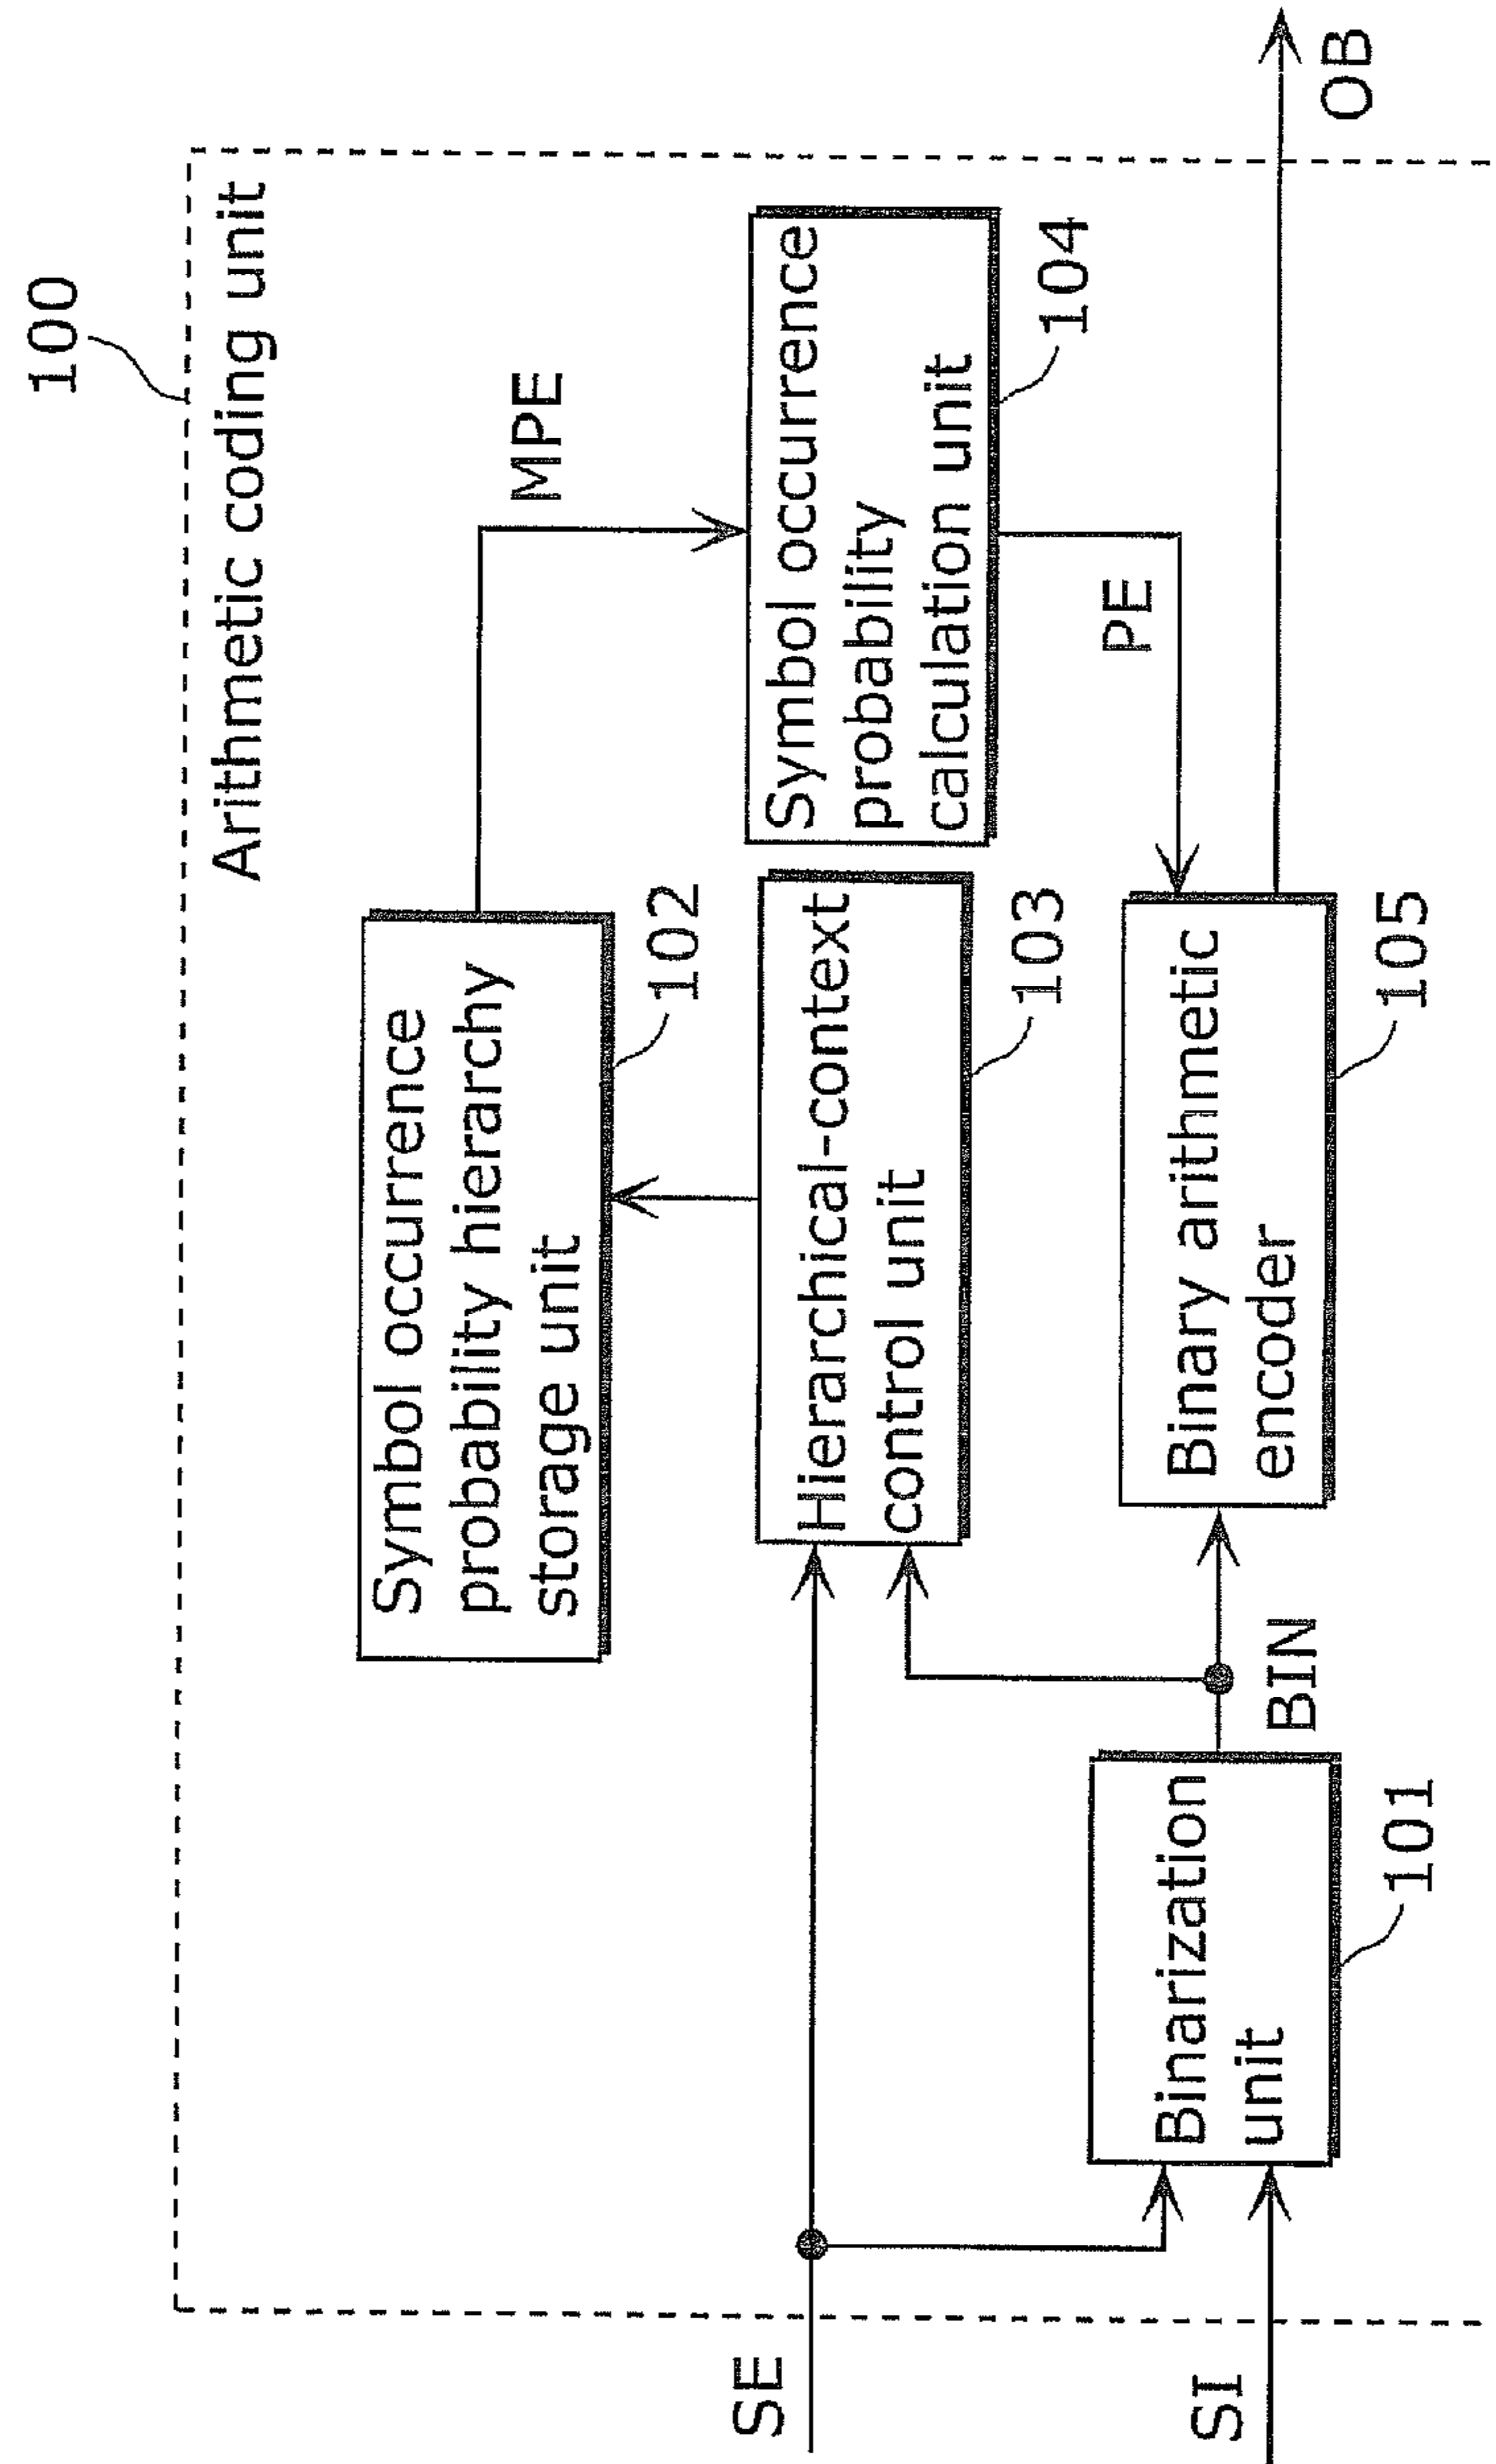 100
Arithmetic coding unit
MPE
Symbol occurrence
probability hierarchy
storage unit
102
Symbol occurrence
probability
calculation unit
104
SE
Hierarchical-context
control unit
103
PE
Binarization
unit
101
BIN
Binary arithmetic
encoder
105
SI
OB